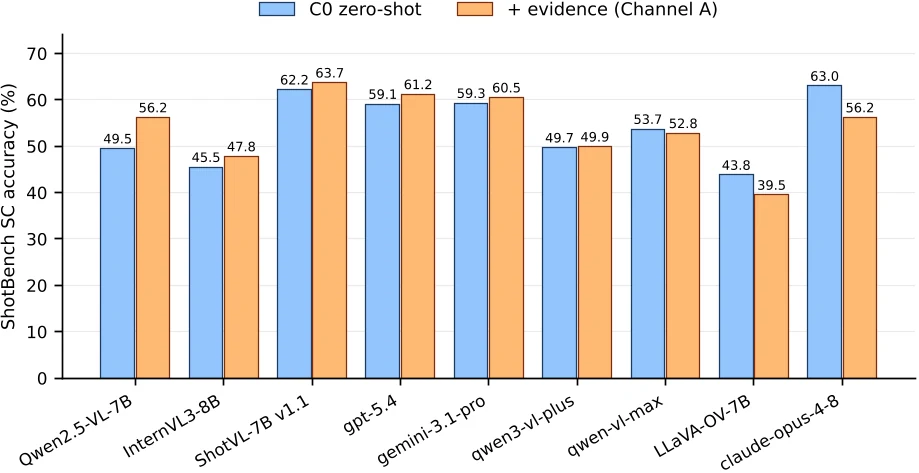 C0 zero-shot
+ evidence (Channel A)
ShotBench SC accuracy (%)
70
60
50
40
30
20
10
0
49.5 56.2
45.5 47.8
62.2 63.7
59.1 61.2
59.3 60.5
49.7 49.9
53.7 52.8
43.8 39.5
63.0 56.2
Qwen2.5-VL-7B
InternVL3-8B
ShotVL-7B v1.1
gpt-5.4
gemini-3.1-pro
qwen3-vl-plus
qwen-vl-max
LLaVA-OV-7B
claude-opus-4-8